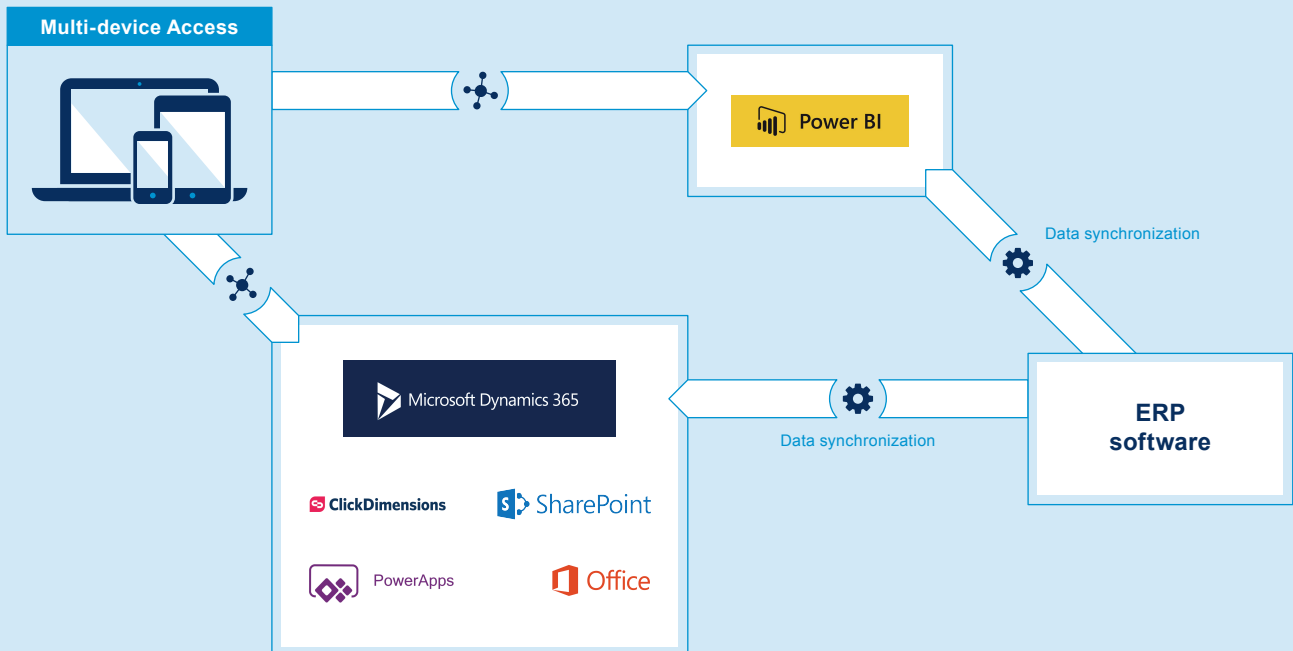 Multi-device Access
Power BI
Data synchronization
Microsoft Dynamics 365
Data synchronization
ERP
software
ClickDimensions
S SharePoint
PowerApps
Office